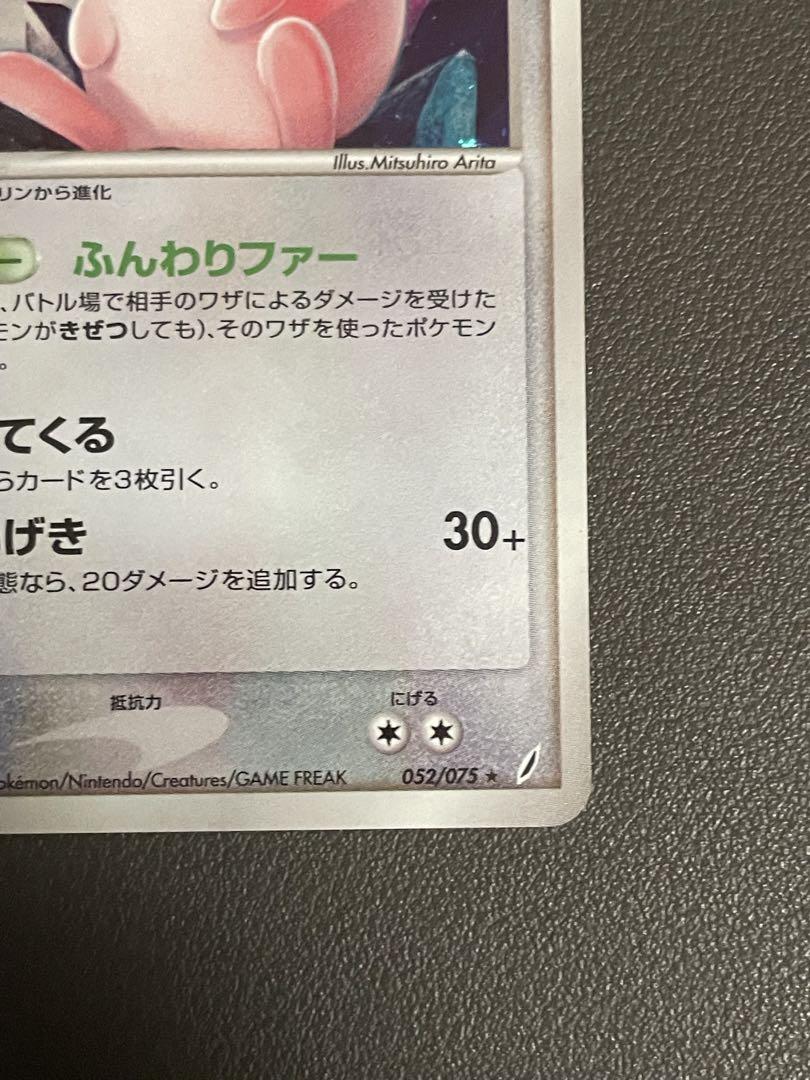 Illus.Mitsuhiro Arita
リンから進化
ー ふんわりファー
、バトル場で相手のワザによるダメージを受けた
モンがきぜつしても)、そのワザを使ったポケモン
。
てくる
らカードを3枚引く。
げき 30+
態なら、20ダメージを追加する。
抵抗力 にげる
okémon/Nintendo/Creatures/GAME FREAK 052/075 ★